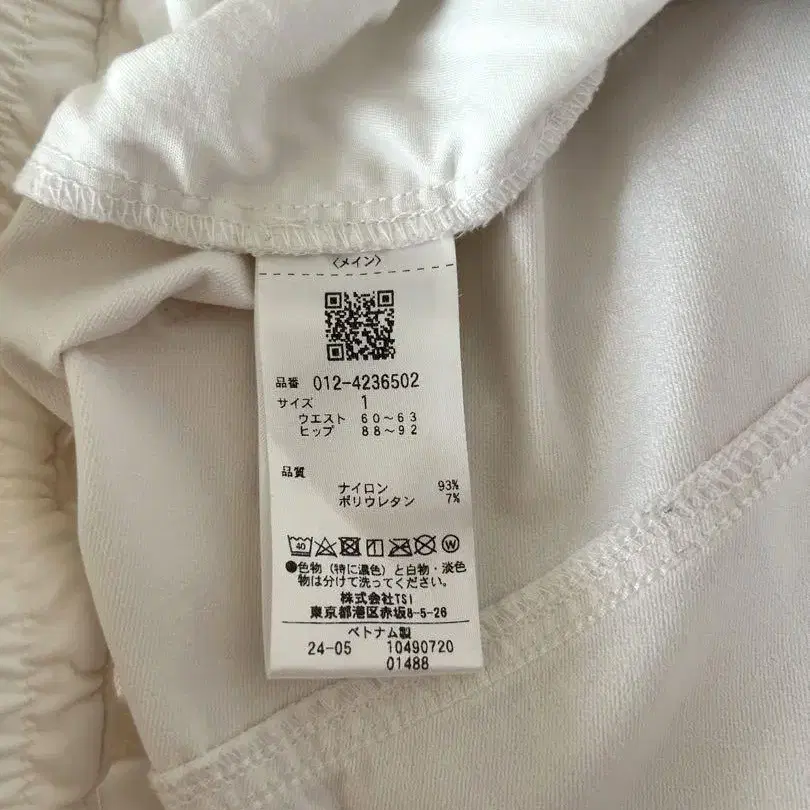 〈メイン〉
品番 012-4236502
サイズ 1
ウエスト 60～63
ヒップ 88～92
品質
ナイロン 93%
ポリウレタン 7%
40 W
●色物（特に濃色）と白物・淡色
物は分けて洗ってください。
株式会社TSI
東京都港区赤坂8-5-26
ベトナム製
24-05 10490720
01488